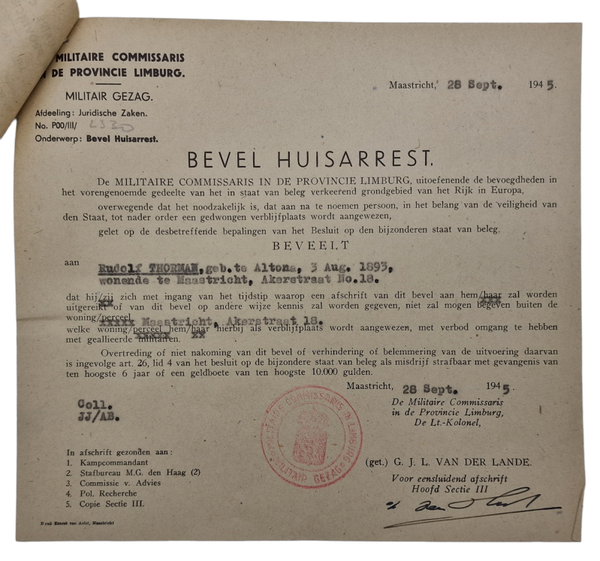 MILITAIRE COMMISSARIS
DE PROVINCIE LIMBURG.
MILITAIR GEZAG.
Afdeeling: Juridische Zaken.
No. P00/III/
Onderwerp: Bevel Huisarrest.
Maastricht, 28 Sept. 1945.
BEVEL HUISARREST.
De MILITAIRE COMMISSARIS IN DE PROVINCIE LIMBURG, uitoefenende de bevoegdheden in
het vorengenoemde gedeelte van het in staat van beleg verkeerend grondgebied van het Rijk in Europa,
overwegende dat het noodzakelijk is, dat aan na te noemen persoon, in het belang van de veiligheid van
den Staat, tot nader order een gedwongen verblijfplaats wordt aangewezen,
gelet op de desbetreffende bepalingen van het Besluit op den bijzonderen staat van beleg.
BEVEELT
aan Rudolf THORMAN, geb.te Altona, 3 Aug. 1893,
wonende te Maastricht, Akerstraat No.18.
dat hij/zij zich met ingang van het tijdstip waarop een afschrift van dit bevel aan hem/haar zal worden
uitgereikt of van dit bevel op andere wijze kennis zal worden gegeven, niet zal mogen begeven buiten de
woning/perceel
Maastricht, Akerstraat 18.
welke woning/perceel hem/haar hierbij als verblijfplaats wordt aangewezen, met verbod omgang te hebben
met geallieerde militairen.
Overtreding of niet nakoming van dit bevel of verhindering of belemmering van de uitvoering daarvan
is ingevolge art. 26, lid 4 van het besluit op de bijzondere staat van beleg als misdrijf strafbaar met gevangenis van
ten hoogste 6 jaar of een geldboete van ten hoogste 10.000 gulden.
Maastricht, 28 Sept. 1945.
Coll.
JJ/AB.
De Militaire Commissaris
in de Provincie Limburg,
De Lt.-Kolonel,
(get.) G. J. L. VAN DER LANDE.
Voor eensluidend afschrift
Hoofd Sectie III
In afschrift gezonden aan:
1. Kampcommandant
2. Stafbureau M.G. den Haag (2)
3. Commissie v. Advies
4. Pol. Recherche
5. Copie Sectie III.
MILITAIR GEZAG